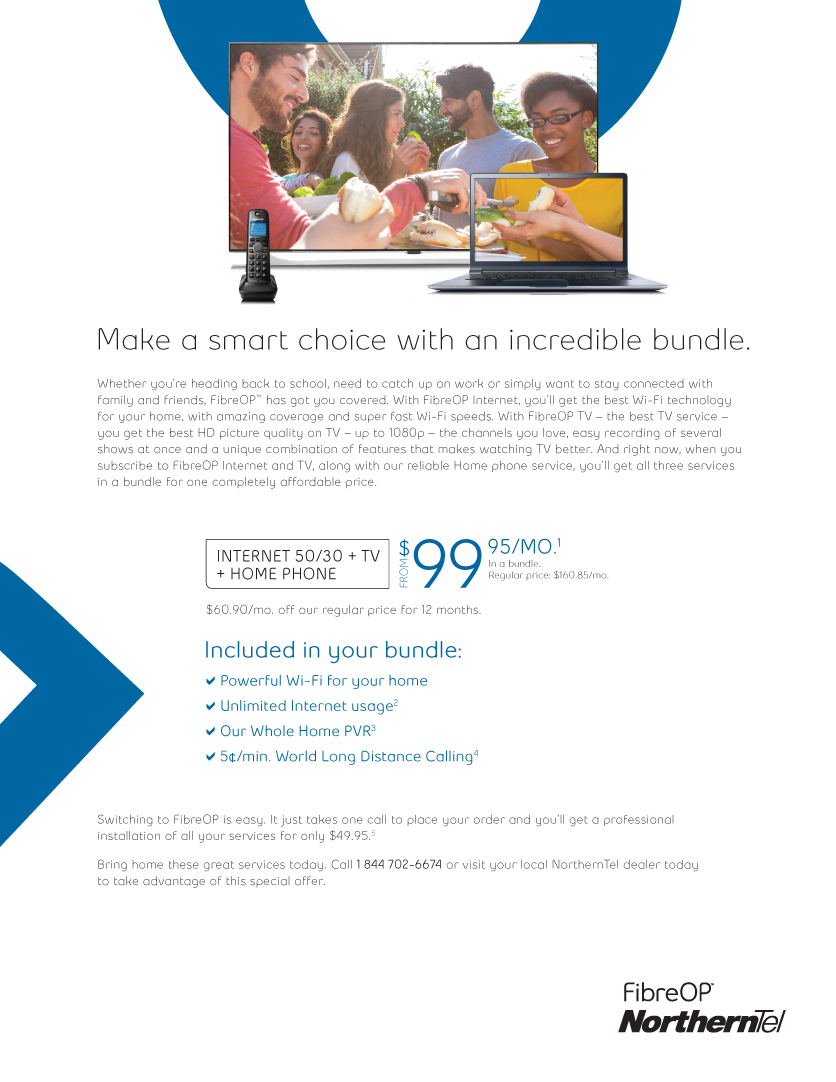 Make a smart choice with an incredible bundle.
Whether you're heading back to school, need to catch up on work or simply want to stay connected with
family and friends, FibreOP™ has got you covered. With FibreOP Internet, you'll get the best Wi-Fi technology
for your home, with amazing coverage and super fast Wi-Fi speeds. With FibreOP TV – the best TV service –
you get the best HD picture quality on TV – up to 1080p – the channels you love, easy recording of several
shows at once and a unique combination of features that makes watching TV better. And right now, when you
subscribe to FibreOP Internet and TV, along with our reliable Home phone service, you'll get all three services
in a bundle for one completely affordable price.
INTERNET 50/30 + TV
+ HOME PHONE
FROM $99 95/MO.¹
In a bundle.
Regular price: $160.85/mo.
$60.90/mo. off our regular price for 12 months.
Included in your bundle:
Powerful Wi-Fi for your home
Unlimited Internet usage²
Our Whole Home PVR³
5¢/min. World Long Distance Calling⁴
Switching to FibreOP is easy. It just takes one call to place your order and you'll get a professional
installation of all your services for only $49.95.⁵
Bring home these great services today. Call 1 844 702-6674 or visit your local NorthernTel dealer today
to take advantage of this special offer.
FibreOP™
NorthernTel